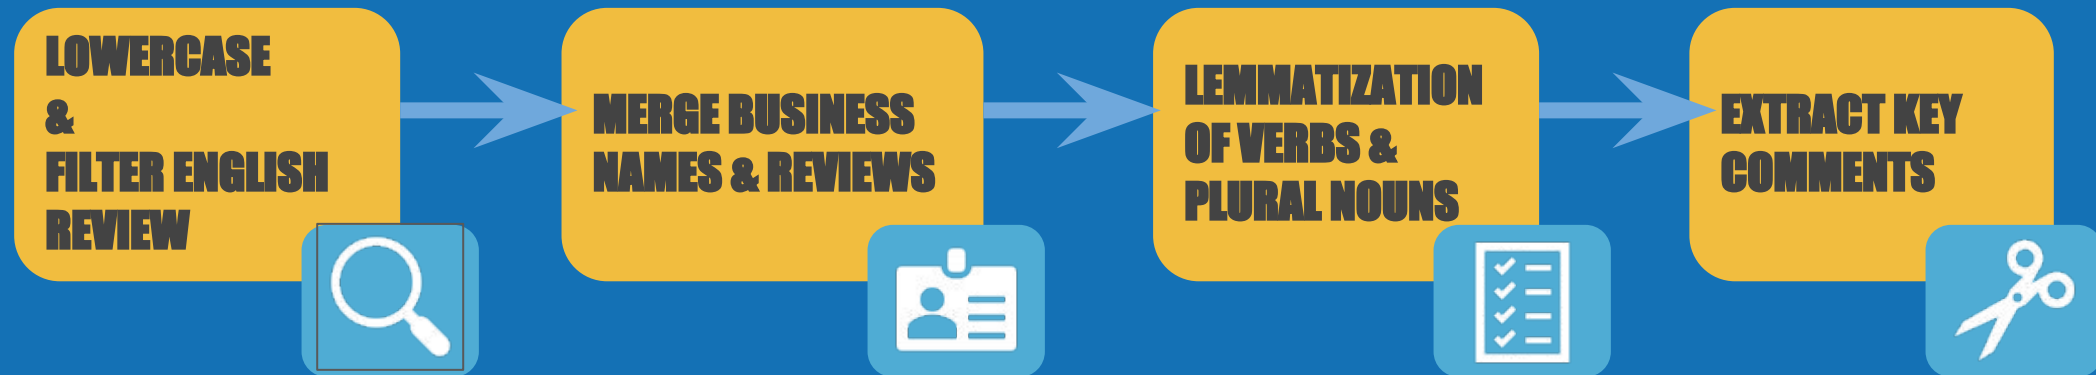 LOWERCASE
&
FILTER ENGLISH
REVIEW
MERGE BUSINESS
NAMES & REVIEWS
LEMMATIZATION
OF VERBS &
PLURAL NOUNS
EXTRACT KEY
COMMENTS